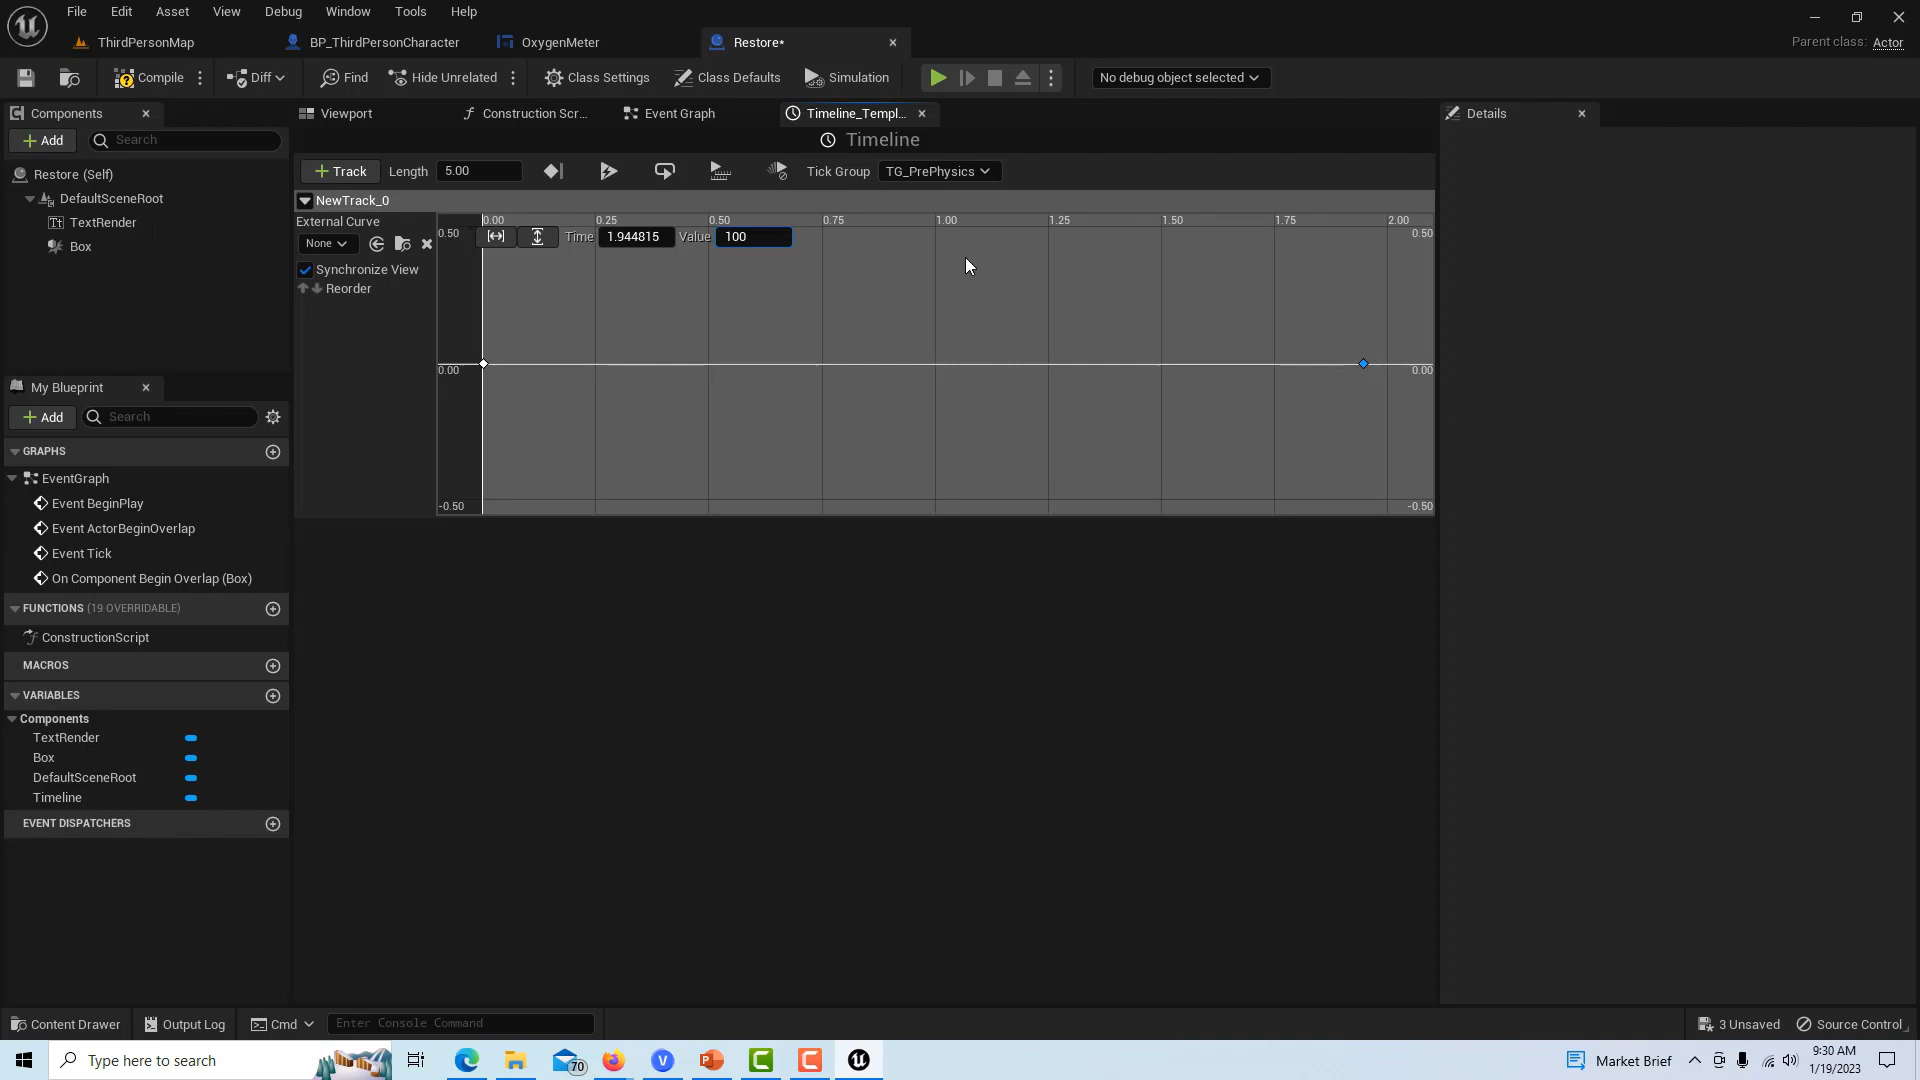 File Edit Asset View Debug Window Tools Help
ThirdPersonMap BP_ThirdPersonCharacter OxygenMeter Restore* Parent class: Actor
Compile Diff Find Hide Unrelated Class Settings Class Defaults Simulation No debug object selected
Components Viewport Construction Scr... Event Graph Timeline_Templ... Details
Add Search Timeline
Track Length 5.00 Tick Group TG_PrePhysics
Restore (Self)
DefaultSceneRoot
TextRender
Box
NewTrack_0
External Curve
None
Synchronize View
Reorder
0.00 0.25 0.50 0.75 1.00 1.25 1.50 1.75 2.00
0.50 Time 1.944815 Value 100 0.50
0.00 0.00
-0.50 -0.50
My Blueprint
Add Search
GRAPHS
EventGraph
Event BeginPlay
Event ActorBeginOverlap
Event Tick
On Component Begin Overlap (Box)
FUNCTIONS (19 OVERRIDABLE)
ConstructionScript
MACROS
VARIABLES
Components
TextRender
Box
DefaultSceneRoot
Timeline
EVENT DISPATCHERS
Content Drawer Output Log Cmd Enter Console Command 3 Unsaved Source Control
Type here to search 70 Market Brief 9:30 AM
1/19/2023